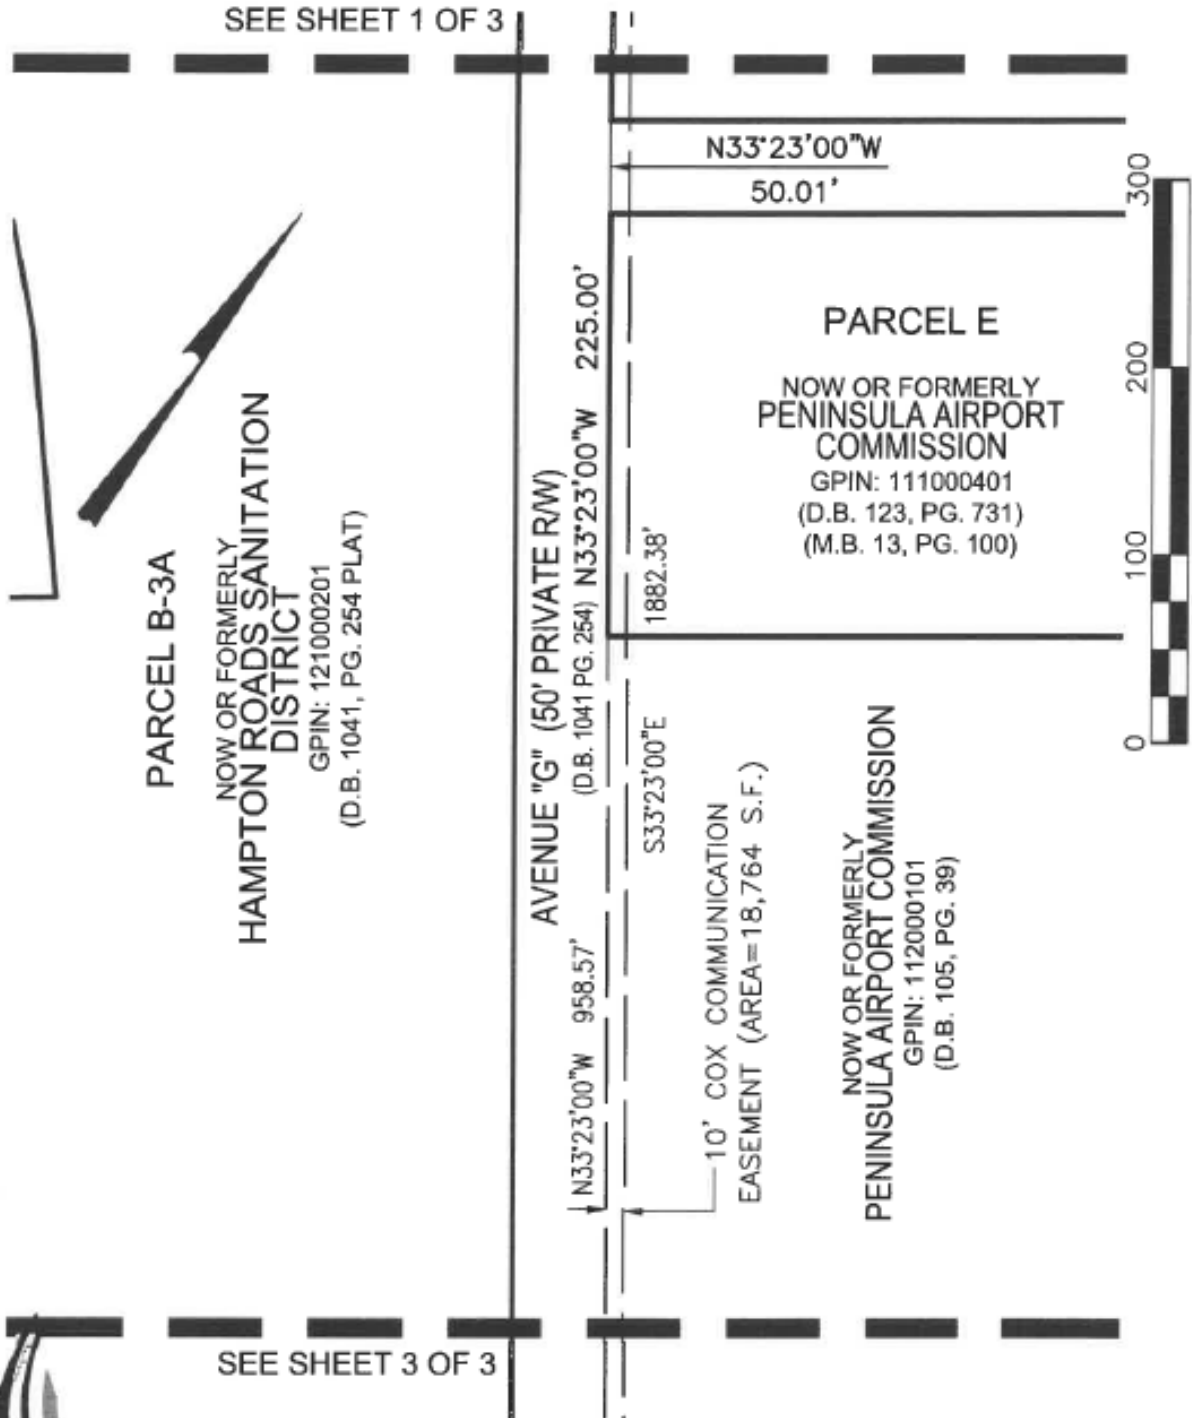 SEE SHEET 1 OF 3
N33°23'00"W
50.01'
PARCEL E
NOW OR FORMERLY
PENINSULA AIRPORT
COMMISSION
GPIN: 111000401
(D.B. 123, PG. 731)
(M.B. 13, PG. 100)
300
200
100
0
PARCEL B-3A
NOW OR FORMERLY
HAMPTON ROADS SANITATION
DISTRICT
GPIN: 121000201
(D.B. 1041, PG. 254 PLAT)
AVENUE "G" (50' PRIVATE R/W)
(D.B. 1041 PG. 254)
N33°23'00"W 225.00'
N33°23'00"W 958.57'
S33°23'00"E 1882.38'
10' COX COMMUNICATION
EASEMENT (AREA=18,764 S.F.)
NOW OR FORMERLY
PENINSULA AIRPORT COMMISSION
GPIN: 112000101
(D.B. 105, PG. 39)
SEE SHEET 3 OF 3